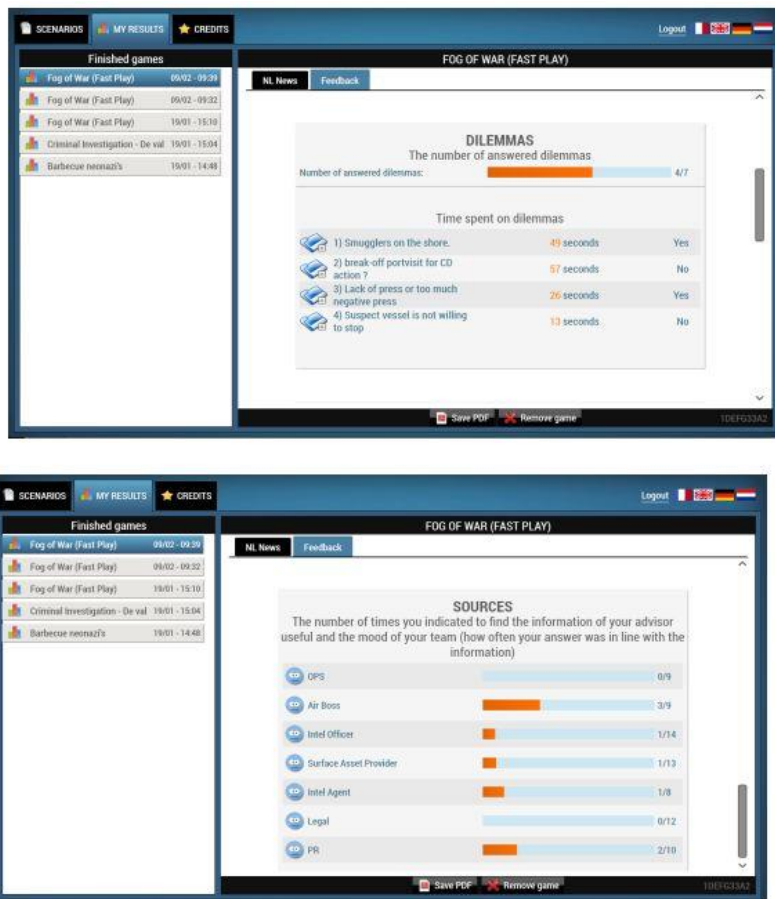 SCENARIOS MY RESULTS CREDITS Logout
Finished games
Fog of War (Fast Play) 09/02 - 09:39
Fog of War (Fast Play) 09/02 - 09:32
Fog of War (Fast Play) 19/01 - 15:10
Criminal Investigation - De val 19/01 - 15:04
Barbecue neonazi's 19/01 - 14:48
FOG OF WAR (FAST PLAY)
NL News Feedback
DILEMMAS
The number of answered dilemmas
Number of answered dilemmas: 4/7
Time spent on dilemmas
1) Smugglers on the shore. 49 seconds Yes
2) break-off portvisit for CD
action ? 57 seconds No
3) Lack of press or too much
negative press 26 seconds Yes
4) Suspect vessel is not willing
to stop 13 seconds No
Save PDF Remove game 1DEFG33A2
SCENARIOS MY RESULTS CREDITS Logout
Finished games
Fog of War (Fast Play) 09/02 - 09:39
Fog of War (Fast Play) 09/02 - 09:32
Fog of War (Fast Play) 19/01 - 15:10
Criminal Investigation - De val 19/01 - 15:04
Barbecue neonazi's 19/01 - 14:48
FOG OF WAR (FAST PLAY)
NL News Feedback
SOURCES
The number of times you indicated to find the information of your advisor
useful and the mood of your team (how often your answer was in line with the
information)
OPS 0/9
Air Boss 3/9
Intel Officer 1/14
Surface Asset Provider 1/13
Intel Agent 1/8
Legal 0/12
PR 2/10
Save PDF Remove game 1DEFG33A2